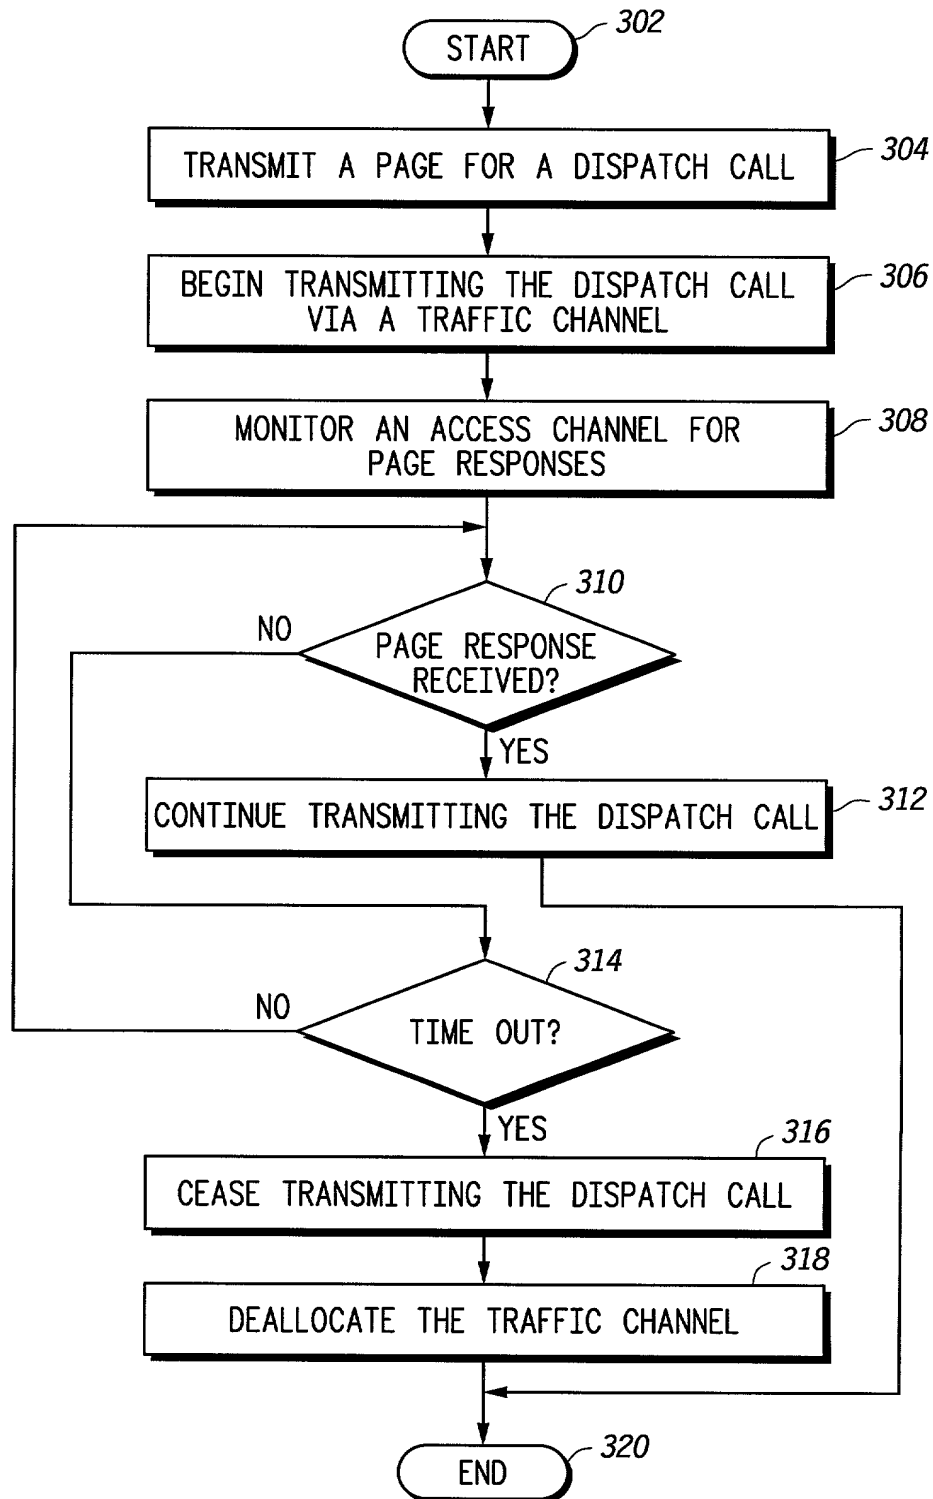 START
302
TRANSMIT A PAGE FOR A DISPATCH CALL
304
BEGIN TRANSMITTING THE DISPATCH CALL
VIA A TRAFFIC CHANNEL
306
MONITOR AN ACCESS CHANNEL FOR
PAGE RESPONSES
308
310
NO
PAGE RESPONSE
RECEIVED?
YES
CONTINUE TRANSMITTING THE DISPATCH CALL
312
314
NO
TIME OUT?
YES
316
CEASE TRANSMITTING THE DISPATCH CALL
318
DEALLOCATE THE TRAFFIC CHANNEL
END
320